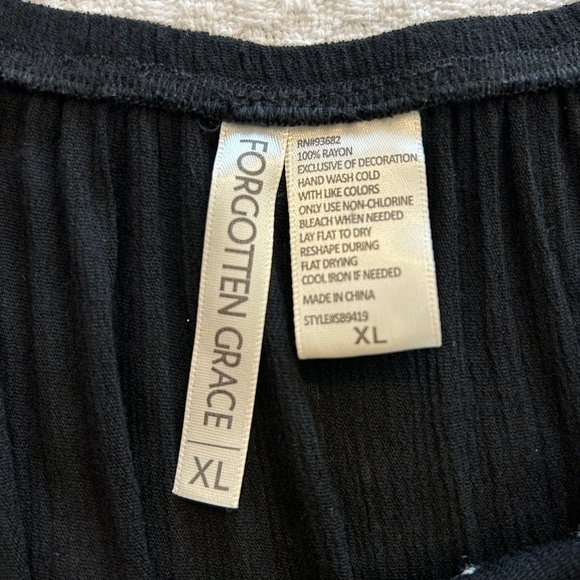 FORGOTTEN GRACE | XL
RN#93682
100% RAYON
EXCLUSIVE OF DECORATION
HAND WASH COLD
WITH LIKE COLORS
ONLY USE NON-CHLORINE
BLEACH WHEN NEEDED
LAY FLAT TO DRY
RESHAPE DURING
FLAT DRYING
COOL IRON IF NEEDED
MADE IN CHINA
STYLE#S89419
XL